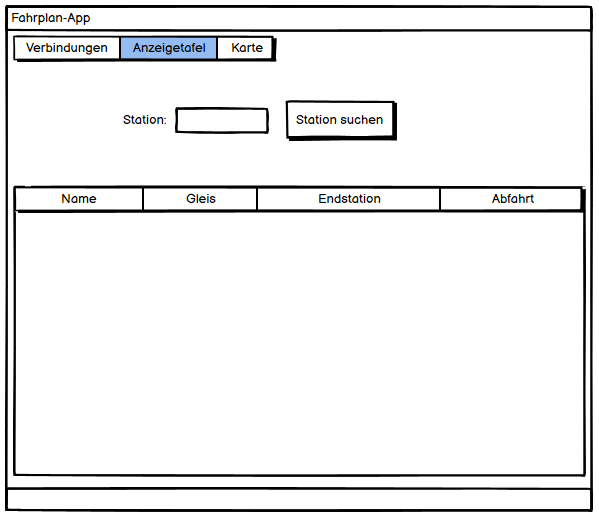 Fahrplan-App
Verbindungen Anzeigetafel Karte
Station: Station suchen
Name Gleis Endstation Abfahrt